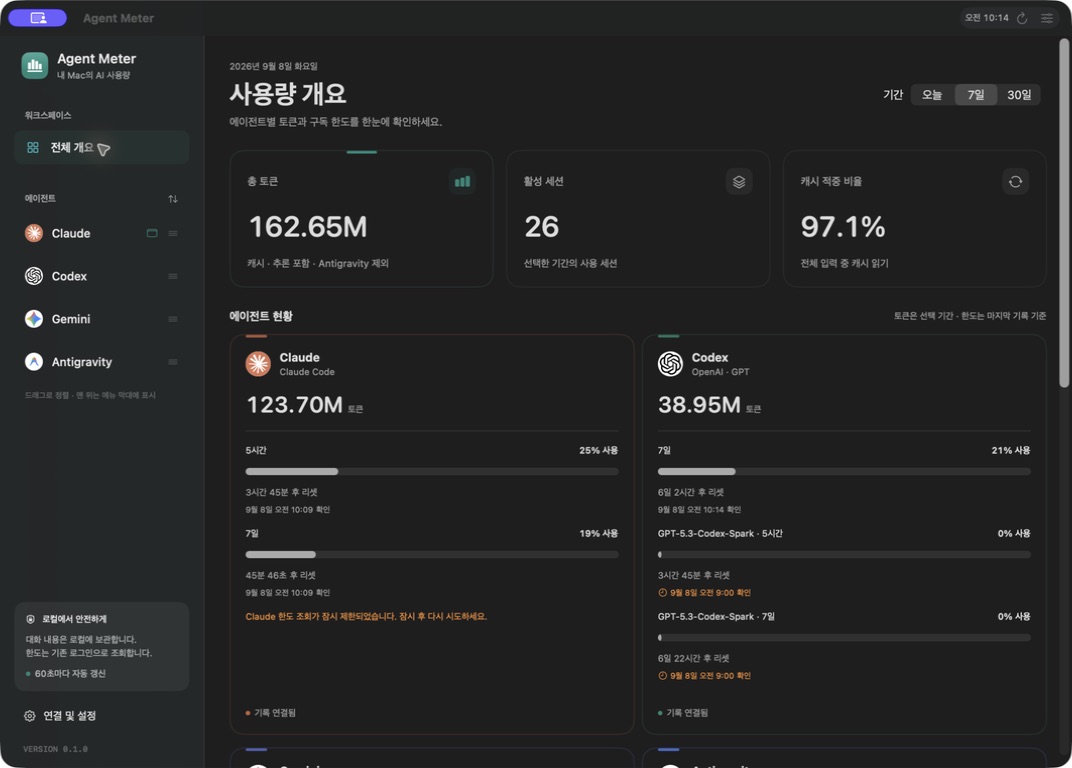 Agent Meter
오전 10:14
Agent Meter
내 Mac의 AI 사용량
워크스페이스
전체 개요
에이전트
Claude
Codex
Gemini
Antigravity
드래그로 정렬 · 맨 위는 메뉴 막대에 표시
로컬에서 안전하게
대화 내용은 로컬에 보관합니다.
한도는 기존 로그인으로 조회합니다.
60초마다 자동 갱신
연결 및 설정
VERSION 0.1.0
2026년 9월 8일 화요일
사용량 개요
에이전트별 토큰과 구독 한도를 한눈에 확인하세요.
기간 오늘 7일 30일
총 토큰
162.65M
캐시 · 추론 포함 · Antigravity 제외
활성 세션
26
선택한 기간의 사용 세션
캐시 적중 비율
97.1%
전체 입력 중 캐시 읽기
에이전트 현황
토큰은 선택 기간 · 한도는 마지막 기록 기준
Claude
Claude Code
123.70M 토큰
5시간 25% 사용
3시간 45분 후 리셋
9월 8일 오전 10:09 확인
7일 19% 사용
45분 46초 후 리셋
9월 8일 오전 10:09 확인
Claude 한도 조회가 잠시 제한되었습니다. 잠시 후 다시 시도하세요.
기록 연결됨
Codex
OpenAI · GPT
38.95M 토큰
7일 21% 사용
6일 2시간 후 리셋
9월 8일 오전 10:14 확인
GPT-5.3-Codex-Spark · 5시간 0% 사용
3시간 45분 후 리셋
9월 8일 오전 9:00 확인
GPT-5.3-Codex-Spark · 7일 0% 사용
6일 22시간 후 리셋
9월 8일 오전 9:00 확인
기록 연결됨